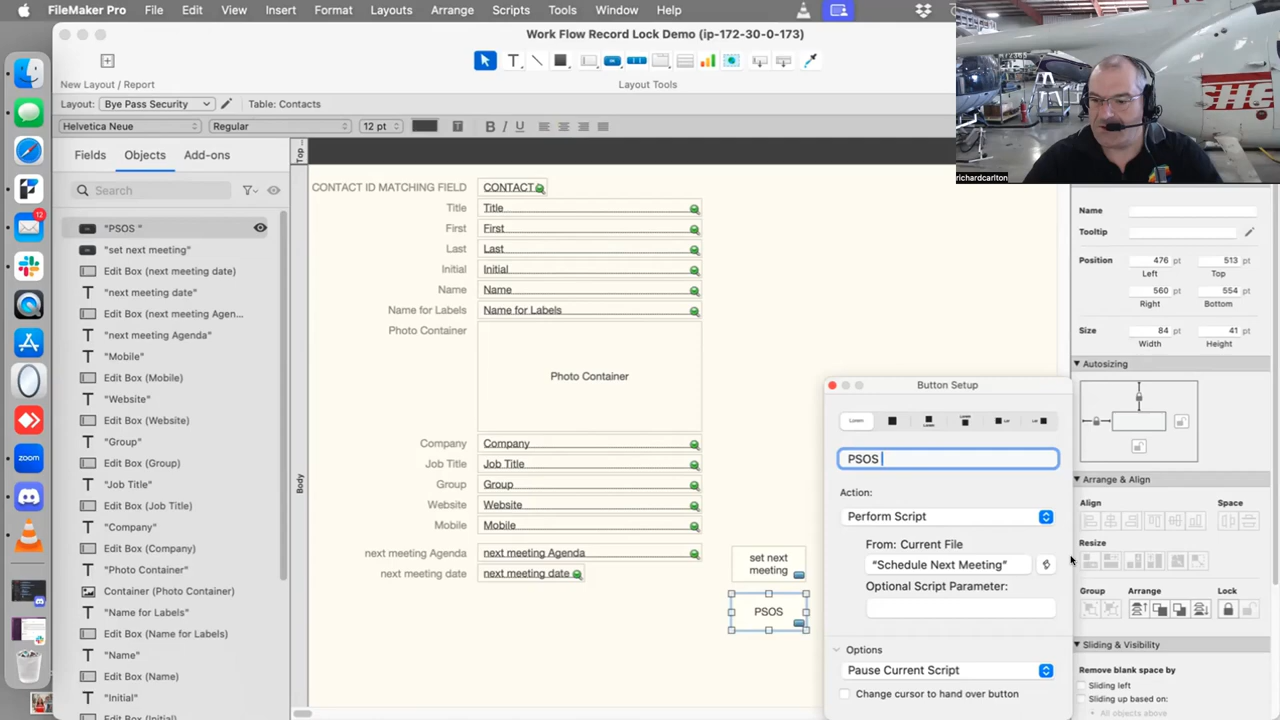 FileMaker Pro File Edit View Insert Format Layouts Arrange Scripts Tools Window Help
Work Flow Record Lock Demo (ip-172-30-0-173)
New Layout / Report
Layout Tools
Layout: Bye Pass Security Table: Contacts
Helvetica Neue Regular 12 pt B I U
richardcarlton
Fields Objects Add-ons
Search
"PSOS "
"set next meeting"
Edit Box (next meeting date)
T "next meeting date"
Edit Box (next meeting Agen...
T "next meeting Agenda"
T "Mobile"
Edit Box (Mobile)
T "Website"
Edit Box (Website)
T "Group"
Edit Box (Group)
T "Job Title"
Edit Box (Job Title)
T "Company"
Edit Box (Company)
T "Photo Container"
Container (Photo Container)
T "Name for Labels"
Edit Box (Name for Labels)
T "Name"
Edit Box (Name)
T "Initial"
Edit Box (Initial)
12
zoom
Top
Body
CONTACT ID MATCHING FIELD CONTACT
Title Title
First First
Last Last
Initial Initial
Name Name
Name for Labels Name for Labels
Photo Container
Photo Container
Company Company
Job Title Job Title
Group Group
Website Website
Mobile Mobile
next meeting Agenda next meeting Agenda
next meeting date next meeting date
set next
meeting
PSOS
Button Setup
PSOS
Action:
Perform Script
From: Current File
"Schedule Next Meeting"
Optional Script Parameter:
Options
Pause Current Script
Change cursor to hand over button
Name
Tooltip
Position 476 pt 513 pt
Left Top
560 pt 554 pt
Right Bottom
Size 84 pt 41 pt
Width Height
Autosizing
Arrange & Align
Align Space
Resize
Group Arrange Lock
Sliding & Visibility
Remove blank space by
Sliding left
Sliding up based on:
All objects above